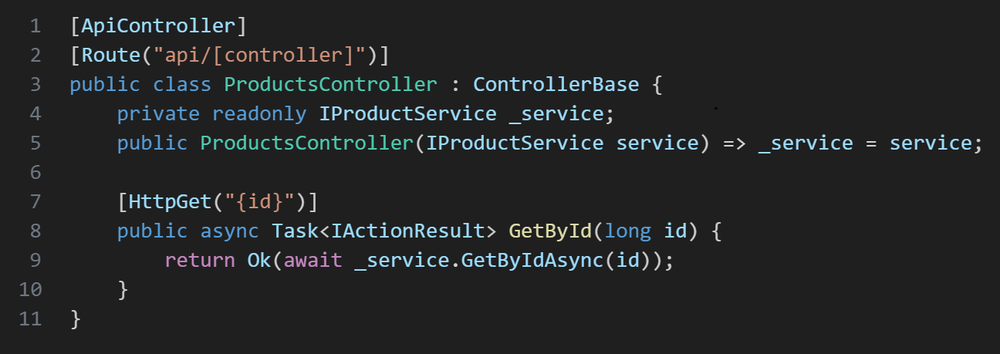 1 [ApiController]
2 [Route("api/[controller]")]
3 public class ProductsController : ControllerBase {
4     private readonly IProductService _service;
5     public ProductsController(IProductService service) => _service = service;
6
7     [HttpGet("{id}")]
8     public async Task<IActionResult> GetById(long id) {
9         return Ok(await _service.GetByIdAsync(id));
10     }
11 }